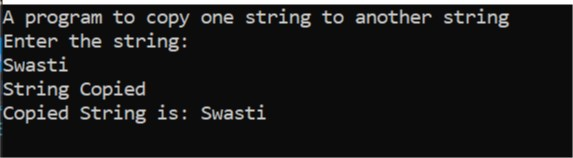 A program to copy one string to another string
Enter the string:
Swasti
String Copied
Copied String is: Swasti